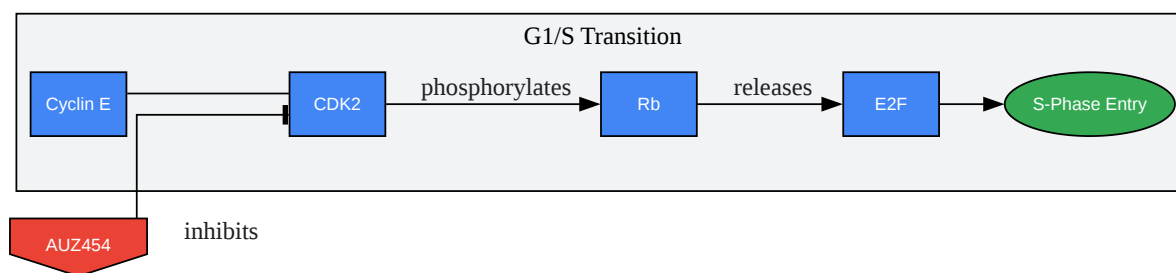 G1/S Transition
Cyclin E
CDK2
phosphorylates
Rb
releases
E2F
S-Phase Entry
AUZ454
inhibits